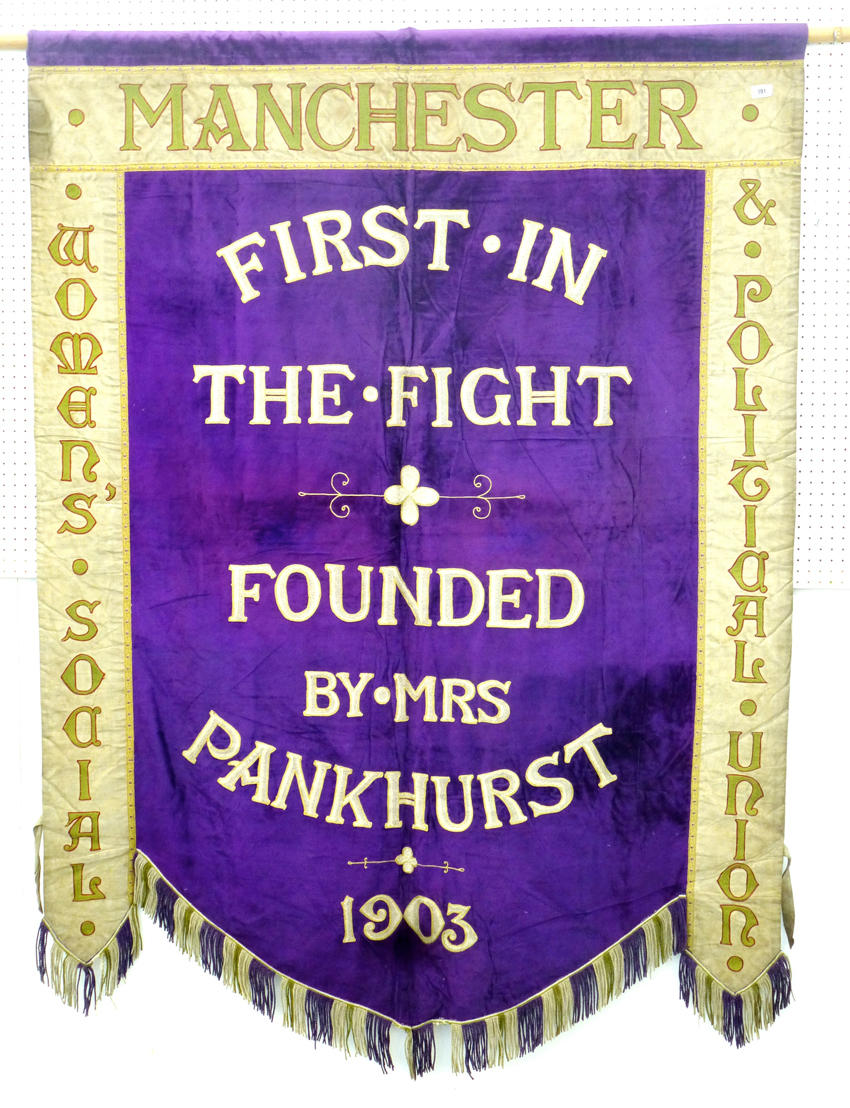 • MANCHESTER •
• WOMEN'S • SOCIAL •
& • POLITICAL • UNION •
FIRST • IN
THE • FIGHT
FOUNDED
BY • MRS
PANKHURST
1903